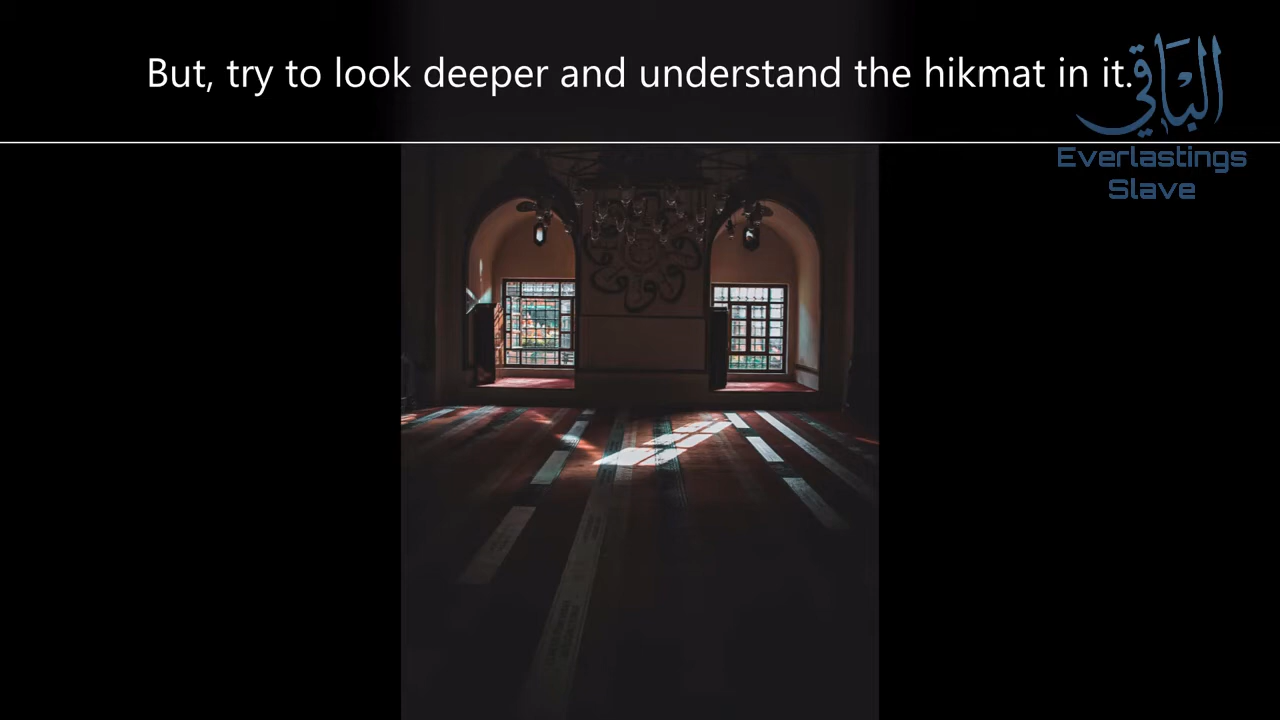 But, try to look deeper and understand the hikmat in it.
الباقي
Everlastings
Slave